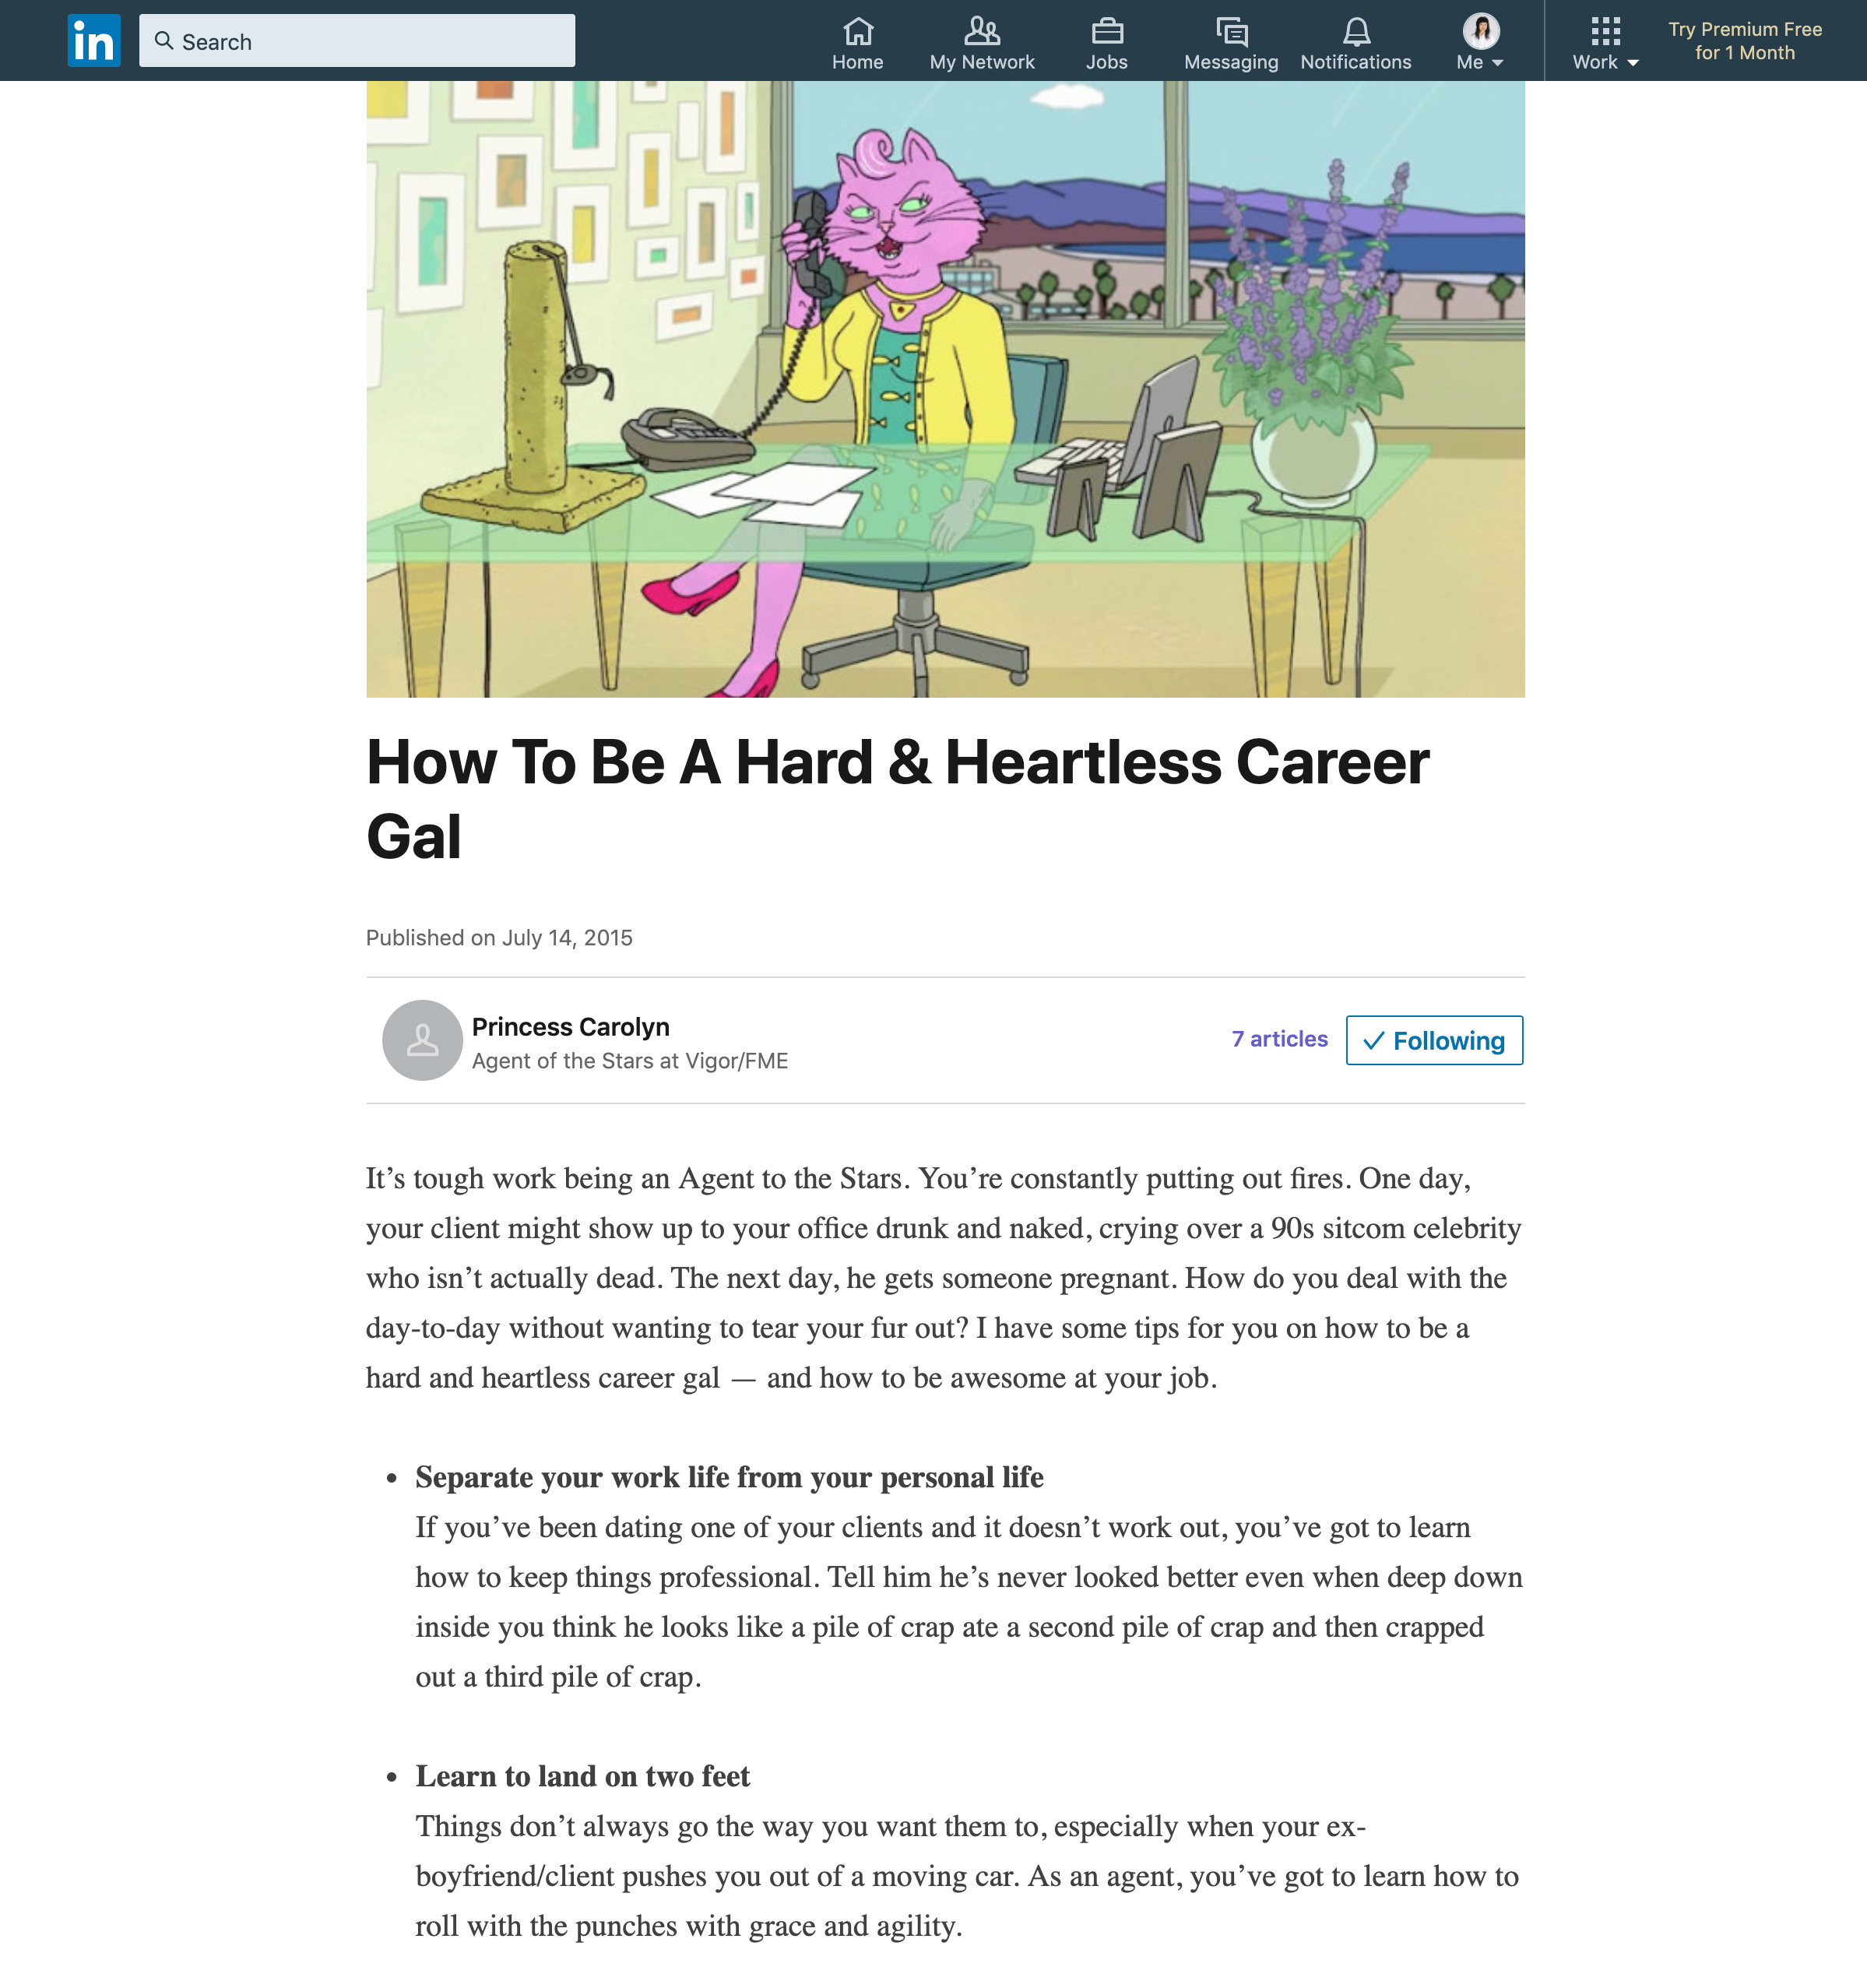 in
Search
Home
My Network
Jobs
Messaging
Notifications
Me
Work
Try Premium Free
for 1 Month
How To Be A Hard & Heartless Career
Gal
Published on July 14, 2015
Princess Carolyn
Agent of the Stars at Vigor/FME
7 articles
Following
It’s tough work being an Agent to the Stars. You’re constantly putting out fires. One day,
your client might show up to your office drunk and naked, crying over a 90s sitcom celebrity
who isn’t actually dead. The next day, he gets someone pregnant. How do you deal with the
day-to-day without wanting to tear your fur out? I have some tips for you on how to be a
hard and heartless career gal — and how to be awesome at your job.
• Separate your work life from your personal life
If you’ve been dating one of your clients and it doesn’t work out, you’ve got to learn
how to keep things professional. Tell him he’s never looked better even when deep down
inside you think he looks like a pile of crap ate a second pile of crap and then crapped
out a third pile of crap.
• Learn to land on two feet
Things don’t always go the way you want them to, especially when your ex-
boyfriend/client pushes you out of a moving car. As an agent, you’ve got to learn how to
roll with the punches with grace and agility.